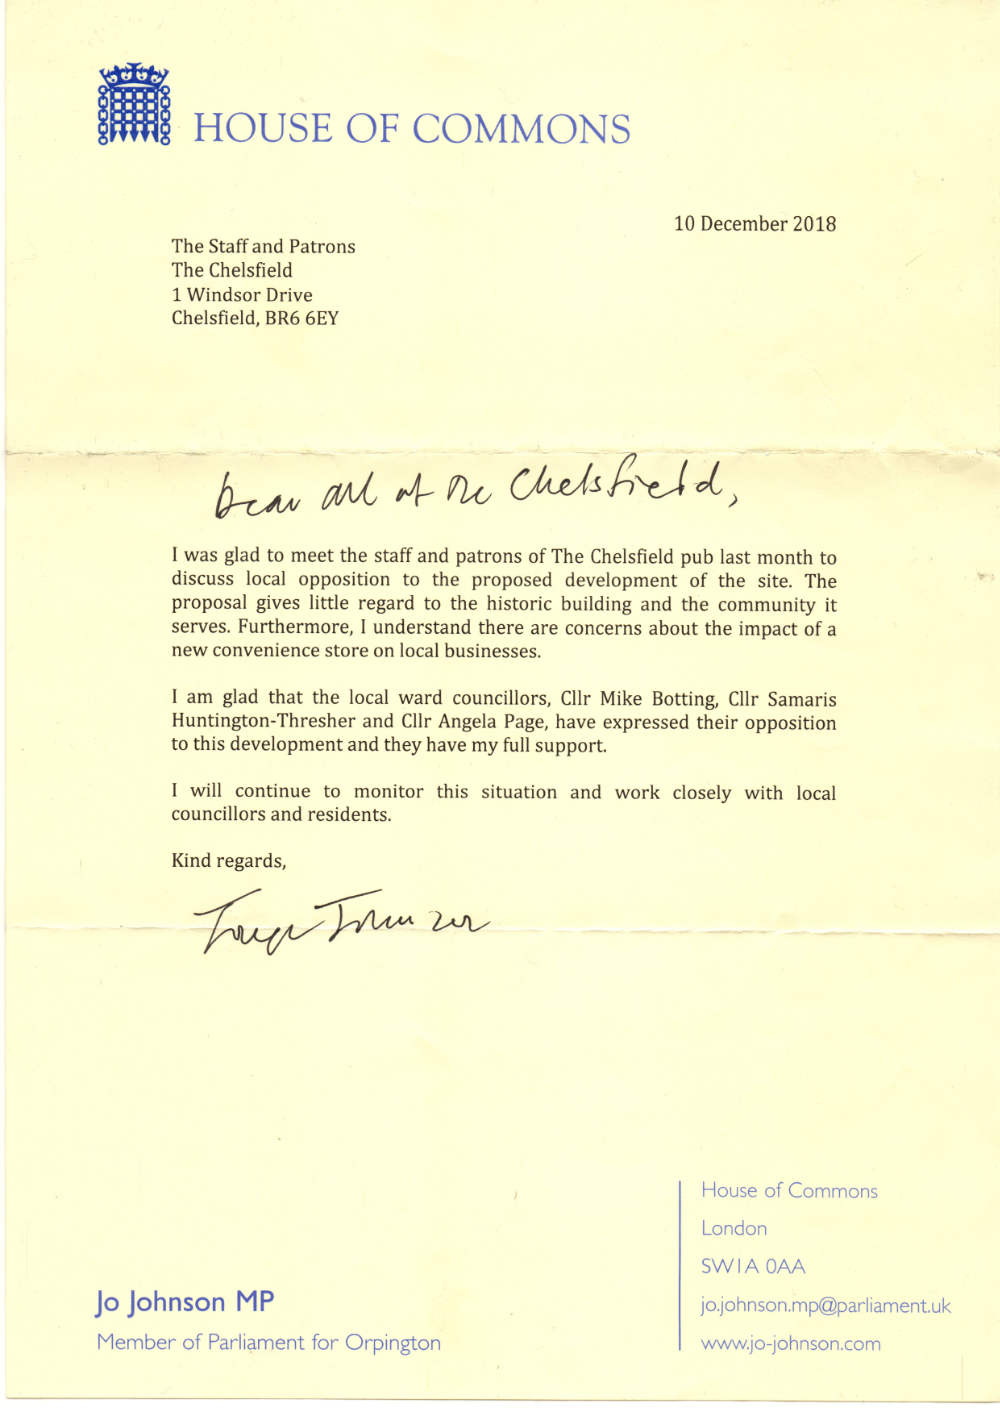 HOUSE OF COMMONS
10 December 2018
The Staff and Patrons
The Chelsfield
1 Windsor Drive
Chelsfield, BR6 6EY
Dear all at The Chelsfield,
I was glad to meet the staff and patrons of The Chelsfield pub last month to
discuss local opposition to the proposed development of the site. The
proposal gives little regard to the historic building and the community it
serves. Furthermore, I understand there are concerns about the impact of a
new convenience store on local businesses.
I am glad that the local ward councillors, Cllr Mike Botting, Cllr Samaris
Huntington-Thresher and Cllr Angela Page, have expressed their opposition
to this development and they have my full support.
I will continue to monitor this situation and work closely with local
councillors and residents.
Kind regards,
Johnson
Jo Johnson MP
Member of Parliament for Orpington
House of Commons
London
SW1A 0AA
jo.johnson.mp@parliament.uk
www.jo-johnson.com